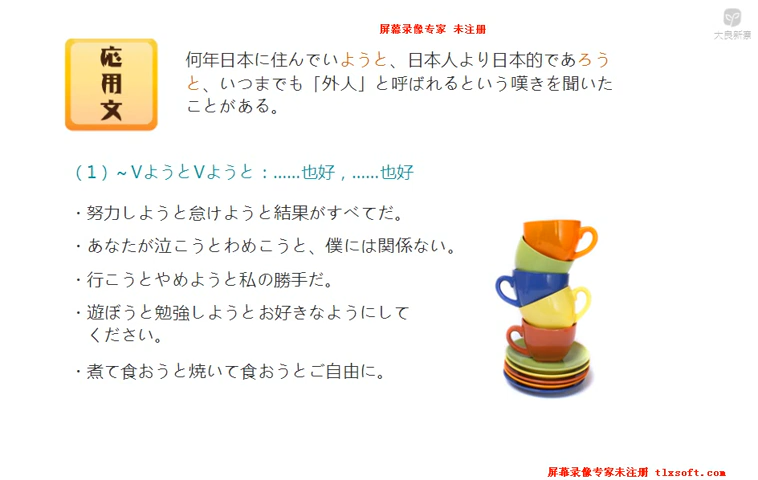 屏幕录像专家 未注册
太良新景
応用文
何年日本に住んでいようと、日本人より日本的であろう
と、いつまでも「外人」と呼ばれるという嘆きを聞いた
ことがある。
（1）～VようとVようと：……也好，……也好
・努力しようと怠けようと結果がすべてだ。
・あなたが泣こうとわめこうと、僕には関係ない。
・行こうとやめようと私の勝手だ。
・遊ぼうと勉強しようとお好きなようにして
ください。
・煮て食おうと焼いて食おうとご自由に。
屏幕录像专家未注册 tlxsoft.com